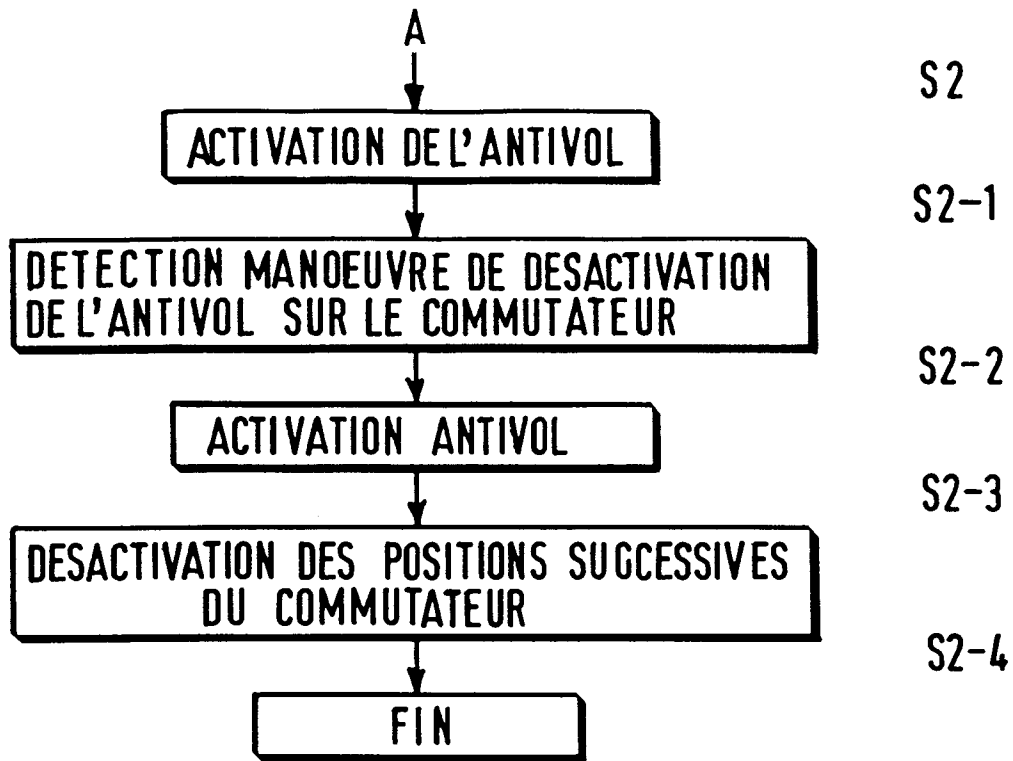 A
S2
ACTIVATION DE L'ANTIVOL
S2-1
DETECTION MANOEUVRE DE DESACTIVATION
DE L'ANTIVOL SUR LE COMMUTATEUR
S2-2
ACTIVATION ANTIVOL
S2-3
DESACTIVATION DES POSITIONS SUCCESSIVES
DU COMMUTATEUR
S2-4
FIN